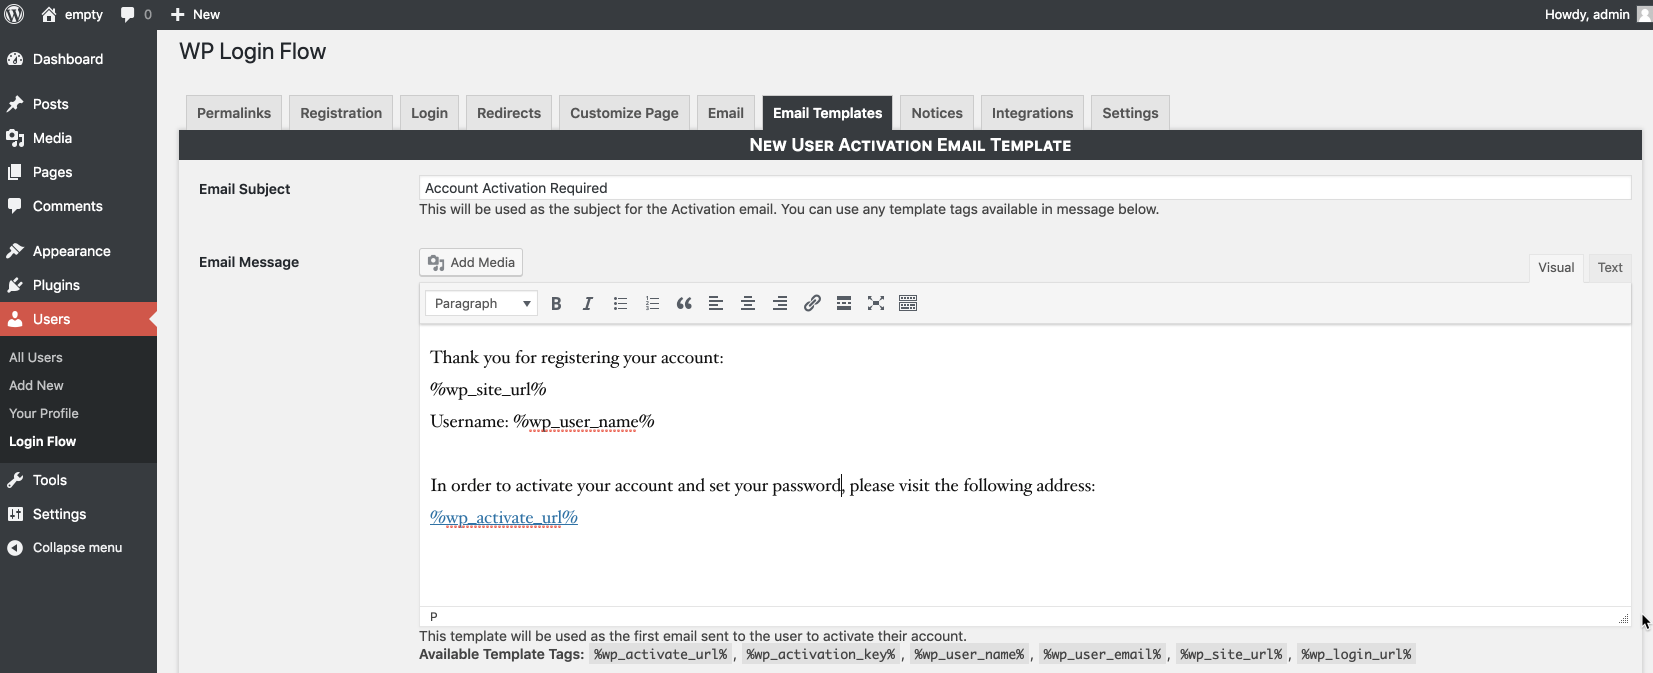 empty 0 New Howdy, admin
Dashboard
Posts
Media
Pages
Comments
Appearance
Plugins
Users
All Users
Add New
Your Profile
Login Flow
Tools
Settings
Collapse menu
WP Login Flow
Permalinks Registration Login Redirects Customize Page Email Email Templates Notices Integrations Settings
New User Activation Email Template
Email Subject Account Activation Required
This will be used as the subject for the Activation email. You can use any template tags available in message below.
Email Message Add Media Visual Text
Paragraph
Thank you for registering your account:
%wp_site_url%
Username: %wp_user_name%
In order to activate your account and set your password, please visit the following address:
%wp_activate_url%
P
This template will be used as the first email sent to the user to activate their account.
Available Template Tags: %wp_activate_url% , %wp_activation_key% , %wp_user_name% , %wp_user_email% , %wp_site_url% , %wp_login_url%